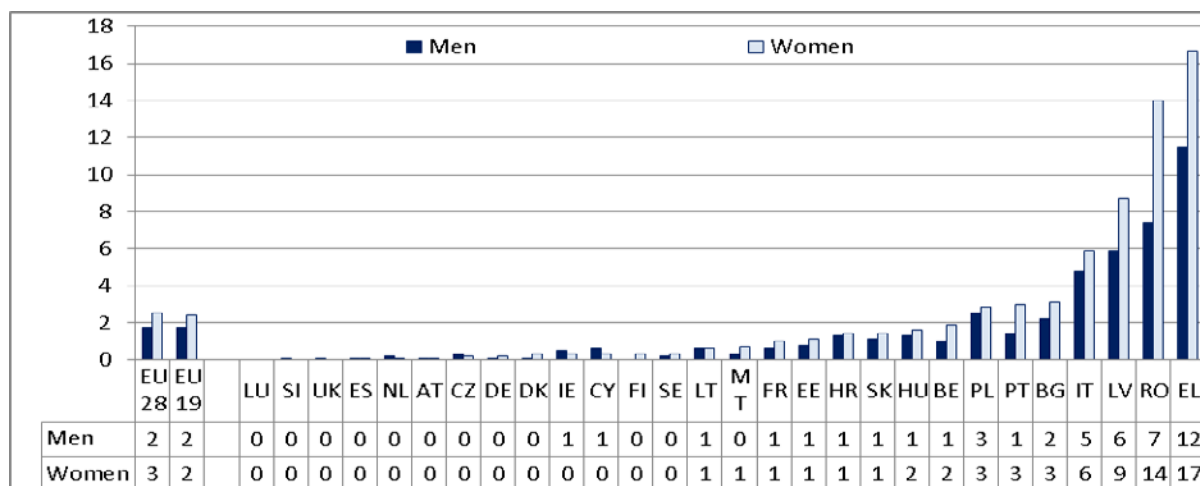 18
Men Women
16
14
12
10
8
6
4
2
0
EU 28 EU 19 LU SI UK ES NL AT CZ DE DK IE CY FI SE LT M T FR EE HR SK HU BE PL PT BG IT LV RO EL
Men 2 2 0 0 0 0 0 0 0 0 0 1 1 0 0 1 0 1 1 1 1 1 1 3 1 2 5 6 7 12
Women 3 2 0 0 0 0 0 0 0 0 0 0 0 0 0 1 1 1 1 1 1 2 2 3 3 3 6 9 14 17